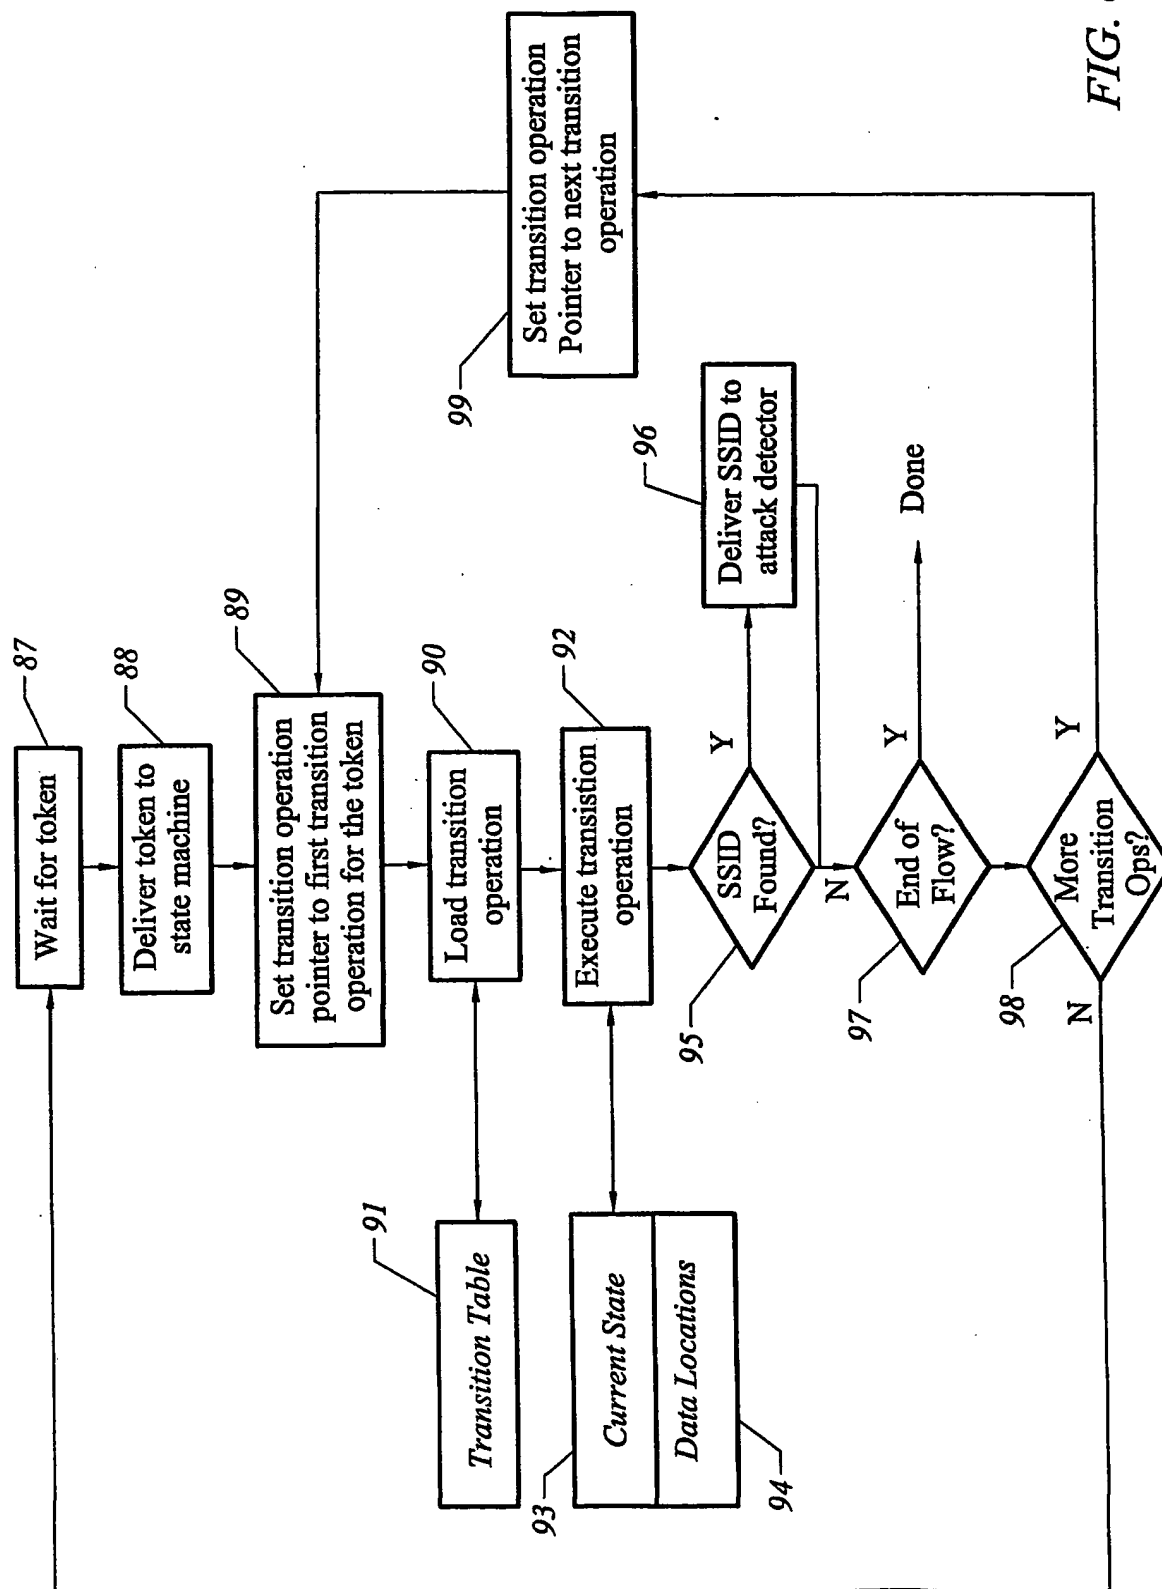 87
Wait for token
88
Deliver token to
state machine
89
Set transition operation
pointer to first transition
operation for the token
90
Load transition
operation
91
Transition Table
92
Execute transistion
operation
93
Current State
Data Locations
94
95
SSID
Found?
Y
N
96
Deliver SSID to
attack detector
97
End of
Flow?
Y
Done
98
More
Transition
Ops?
Y
N
99
Set transition operation
Pointer to next transition
operation
FIG.